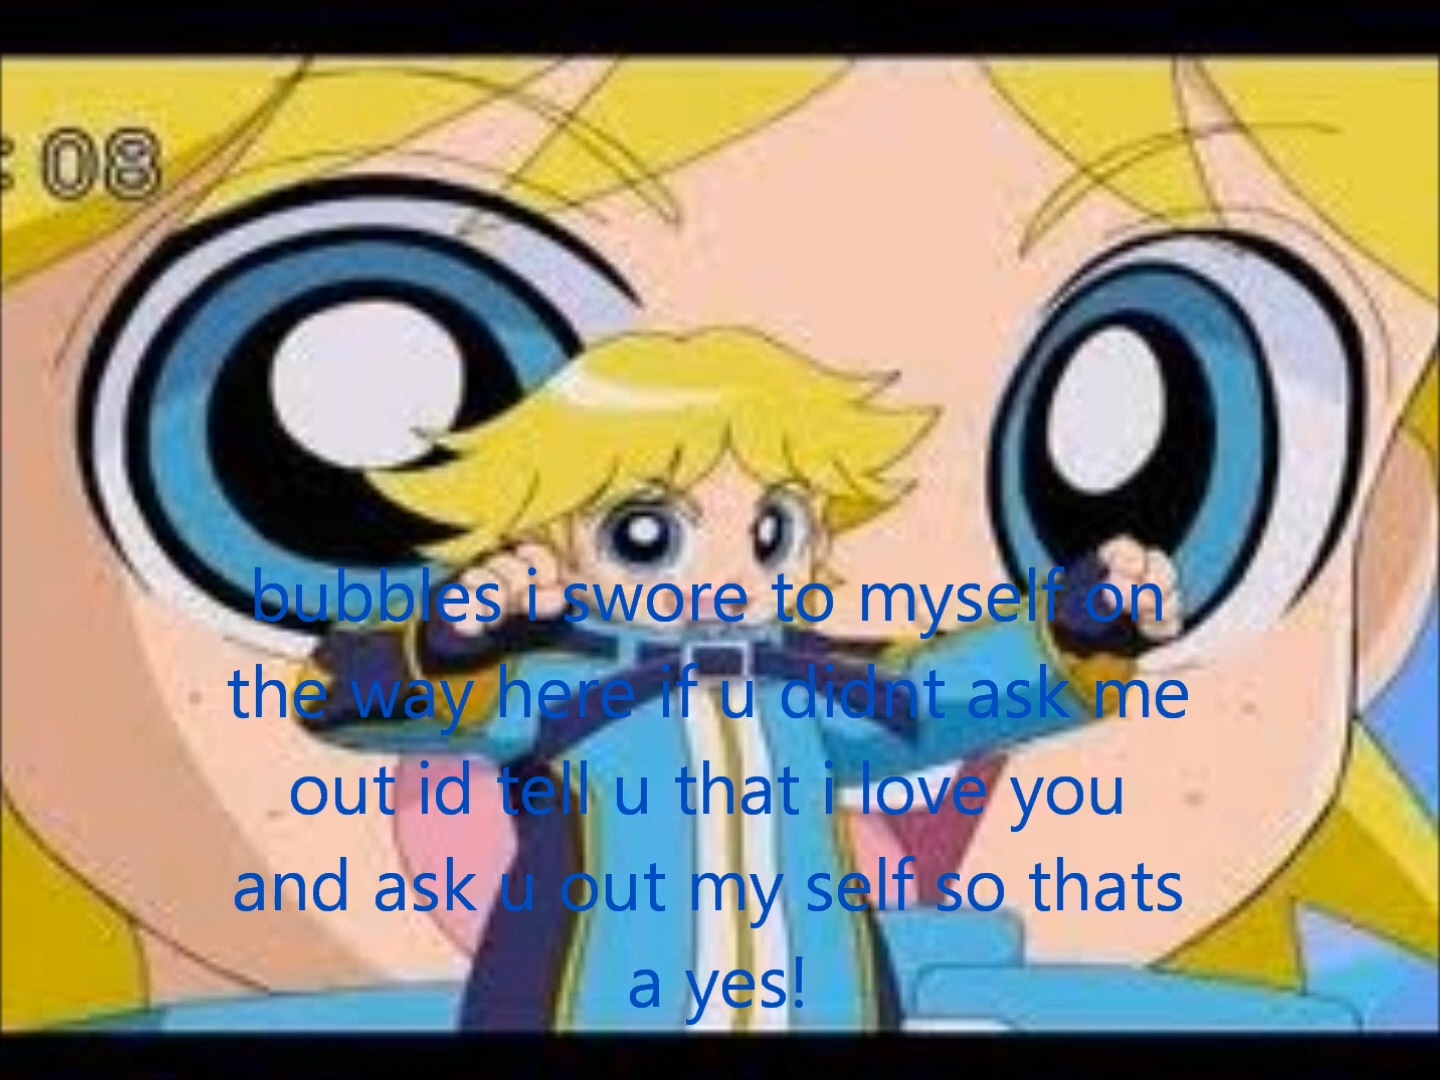 : 08
bubbles i swore to myself on
the way here if u didnt ask me
out id tell u that i love you
and ask u out my self so thats
a yes!